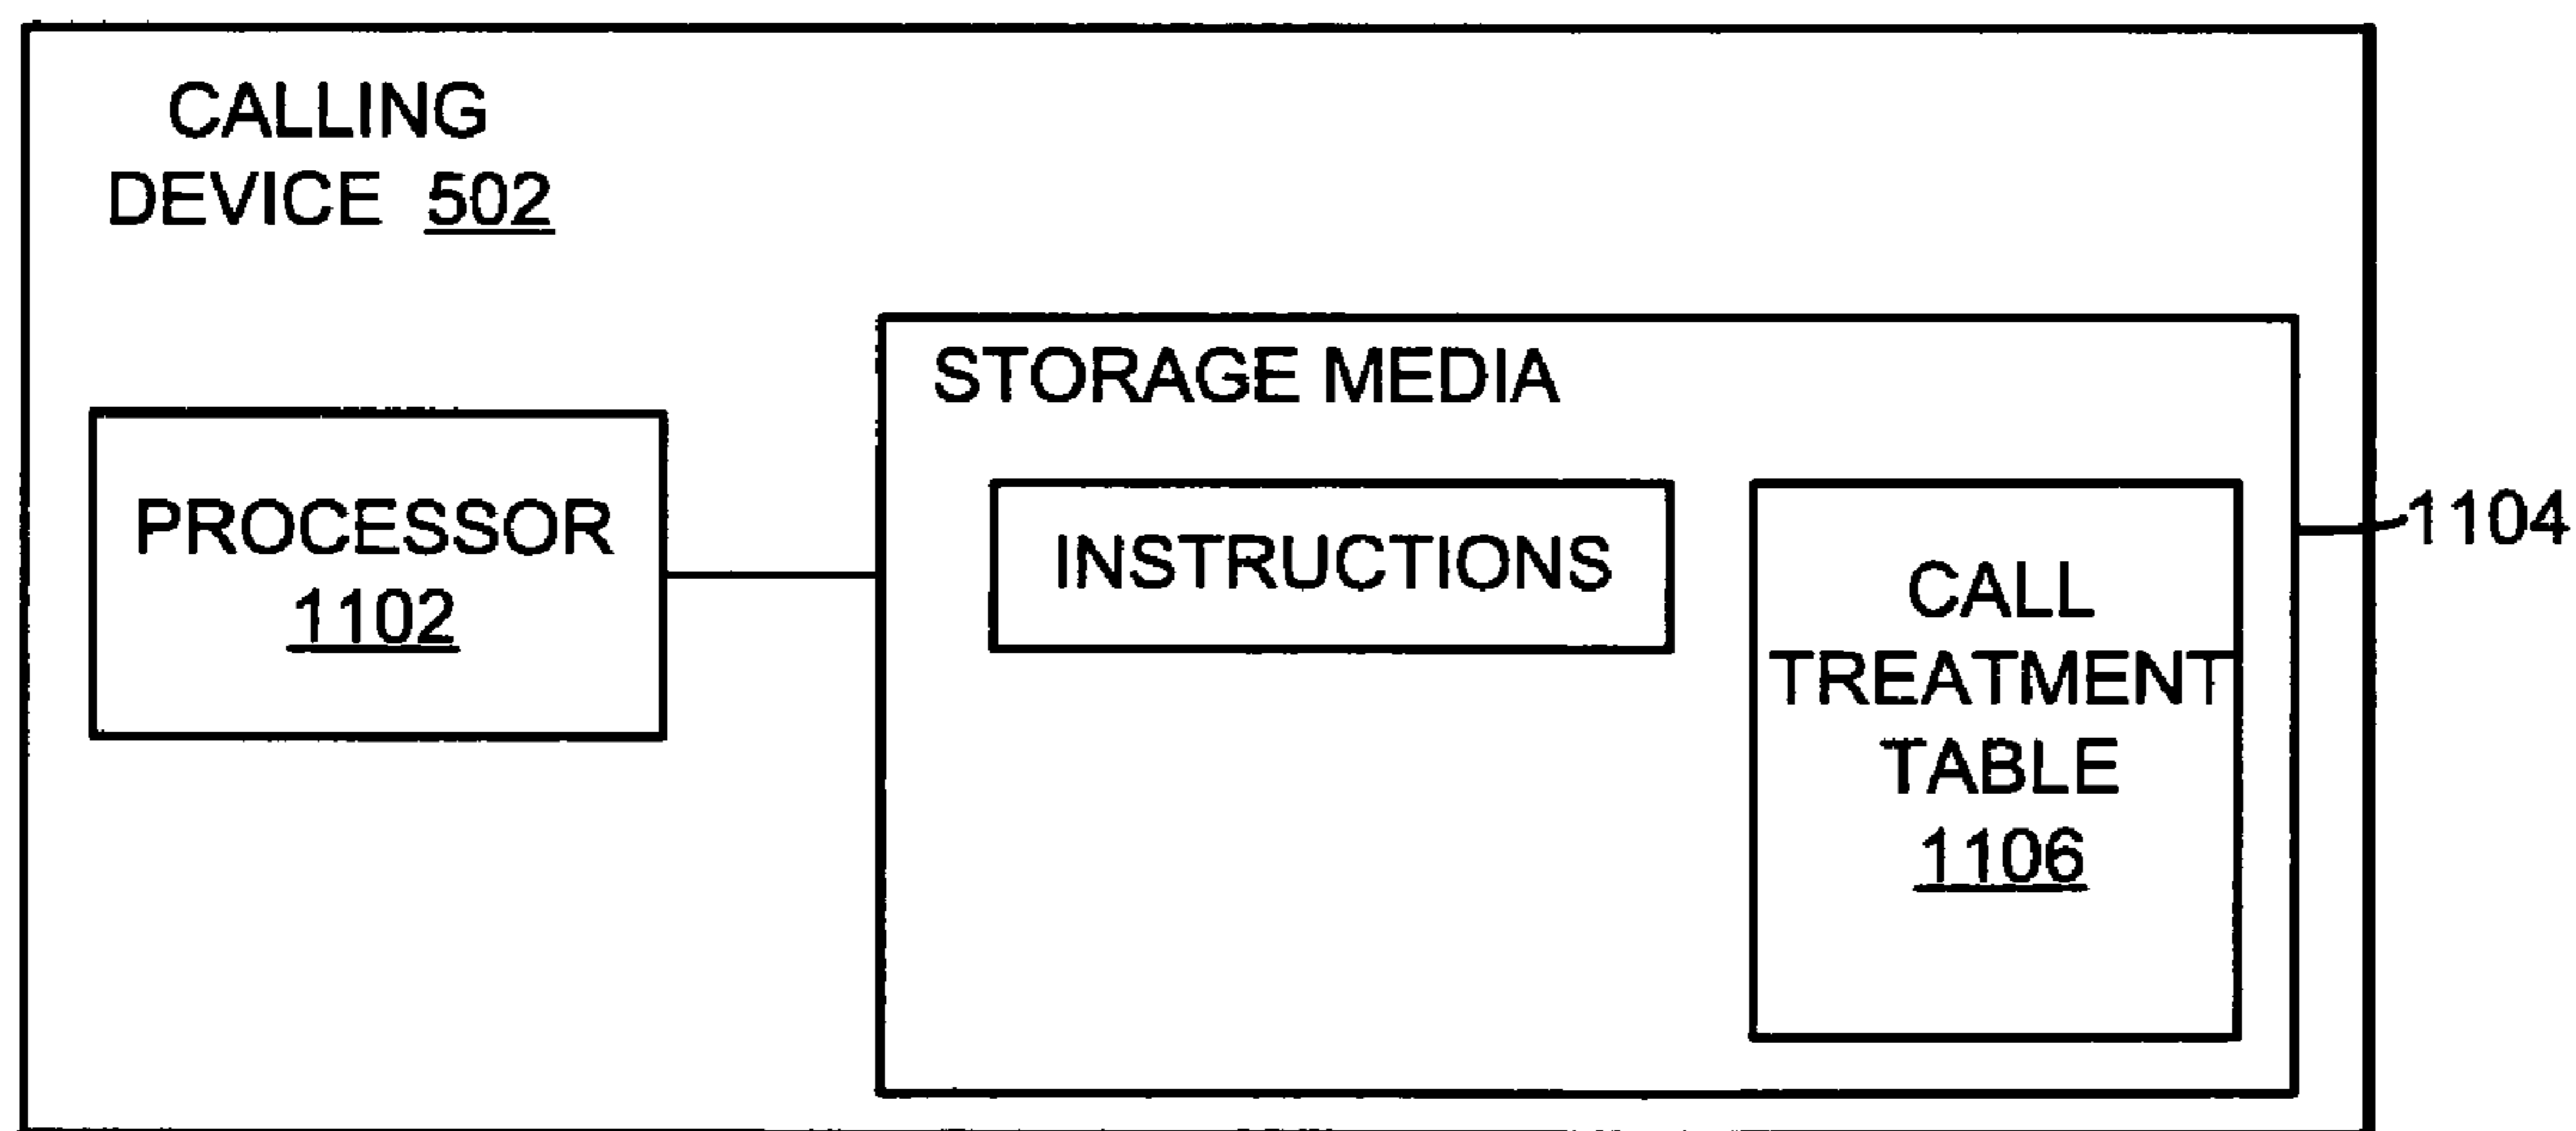 CALLING
DEVICE 502
STORAGE MEDIA
PROCESSOR
1102
INSTRUCTIONS
CALL
TREATMENT
TABLE
1106
1104